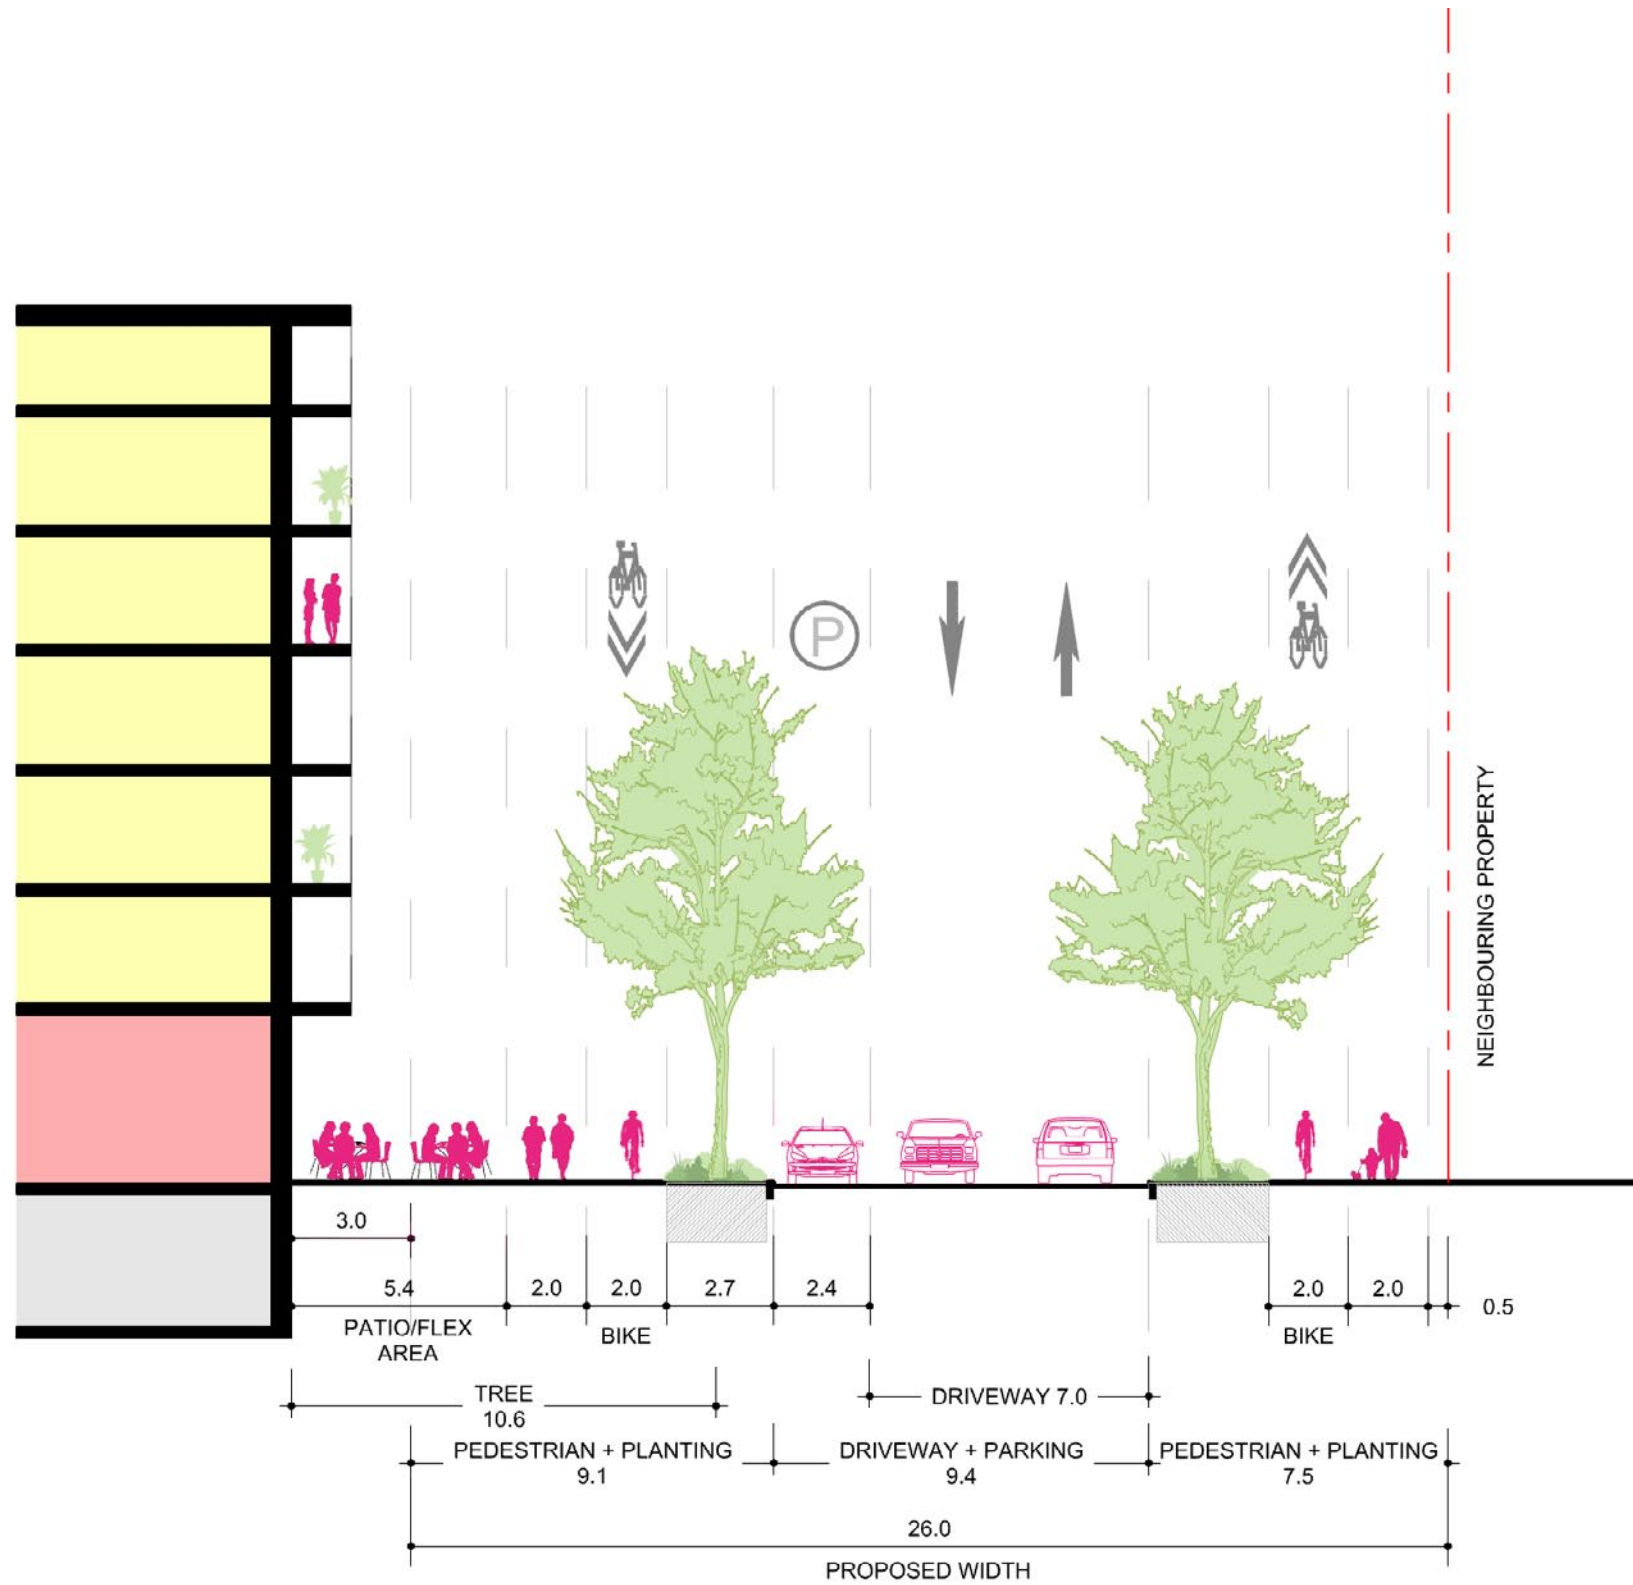 P
NEIGHBOURING PROPERTY
3.0
5.4
2.0
2.0
2.7
2.4
2.0
2.0
0.5
PATIO/FLEX
AREA
BIKE
BIKE
TREE
10.6
DRIVEWAY 7.0
PEDESTRIAN + PLANTING
9.1
DRIVEWAY + PARKING
9.4
PEDESTRIAN + PLANTING
7.5
26.0
PROPOSED WIDTH